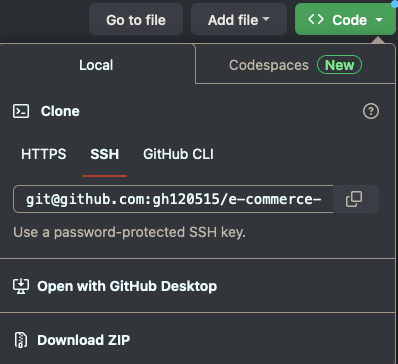 Go to file Add file <> Code
Local Codespaces New
Clone
HTTPS SSH GitHub CLI
git@github.com:gh120515/e-commerce-
Use a password-protected SSH key.
Open with GitHub Desktop
Download ZIP